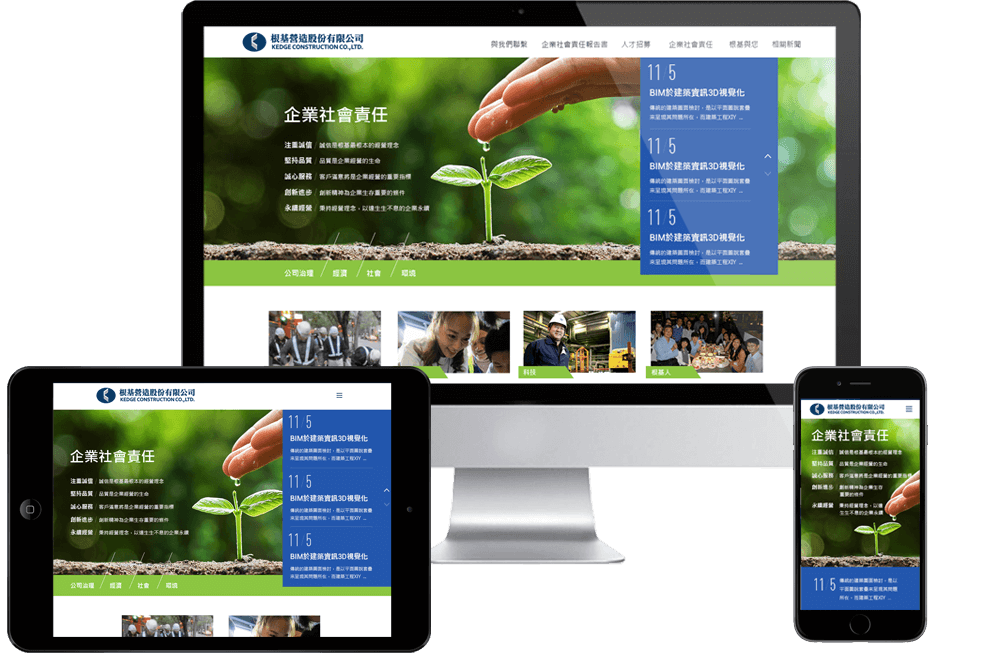 根基營造股份有限公司
KEDGE CONSTRUCTION CO.,LTD.
與我們聯繫 企業社會責任報告書 人才招募 企業社會責任 根基與您 相關新聞
企業社會責任
注重誠信 | 誠信是根基最根本的經營理念
堅持品質 | 品質是企業經營的生命
誠心服務 | 客戶滿意將是企業經營的重要指標
創新進步 | 創新精神為企業生存重要的條件
永續經營 | 秉持經營理念，以達生生不息的企業永續
11/5
BIM於建築資訊3D視覺化
傳統的建築圖面檢討，是以平面圖說套疊
來呈或其問題所在，而建築工程XIY ...
11/5
BIM於建築資訊3D視覺化
傳統的建築圖面檢討，是以平面圖說套疊
來呈或其問題所在，而建築工程XIY ...
11/5
BIM於建築資訊3D視覺化
傳統的建築圖面檢討，是以平面圖說套疊
來呈或其問題所在，而建築工程XIY ...
公司治理 / 經濟 / 社會 / 環境
科技
根基人
根基營造股份有限公司
KEDGE CONSTRUCTION CO.,LTD.
企業社會責任
注重誠信 | 誠信是根基最根本的經營理念
堅持品質 | 品質是企業經營的生命
誠心服務 | 客戶滿意將是企業經營的重要指標
創新進步 | 創新精神為企業生存重要的條件
永續經營 | 秉持經營理念，以達生生不息的企業永續
11/5
BIM於建築資訊3D視覺化
傳統的建築圖面檢討，是以平面圖說套疊
來呈或其問題所在，而建築工程XIY ...
11/5
BIM於建築資訊3D視覺化
傳統的建築圖面檢討，是以平面圖說套疊
來呈或其問題所在，而建築工程XIY ...
11/5
BIM於建築資訊3D視覺化
傳統的建築圖面檢討，是以平面圖說套疊
來呈或其問題所在，而建築工程XIY ...
公司治理 / 經濟 / 社會 / 環境
根基營造股份有限公司
KEDGE CONSTRUCTION CO.,LTD.
企業社會責任
注重誠信 | 誠信是根基最根本的經營理念
堅持品質 | 品質是企業經營的生命
誠心服務 | 客戶滿意將是企業經營的重要指標
創新進步 | 創新精神為企業生存
重要的條件
永續經營 | 秉持經營理念，以達
生生不息的企業永續
11/5
傳統的建築圖面檢討，是以
平面圖說套疊來呈或其問題
所在，而建築工程XIY ...